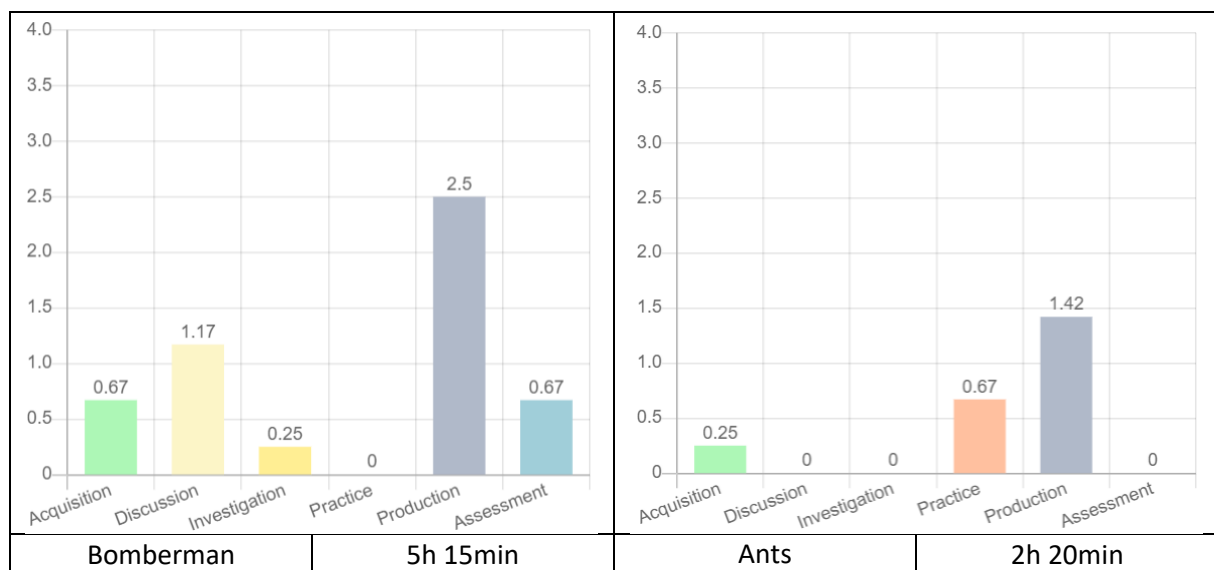 4.0
3.5
3.0
2.5
2.0
1.5
1.0
0.5
0
0.67
1.17
0.25
0
2.5
0.67
Acquisition
Discussion
Investigation
Practice
Production
Assessment
4.0
3.5
3.0
2.5
2.0
1.5
1.0
0.5
0
0.25
0
0
0.67
1.42
0
Acquisition
Discussion
Investigation
Practice
Production
Assessment
Bomberman 5h 15min Ants 2h 20min